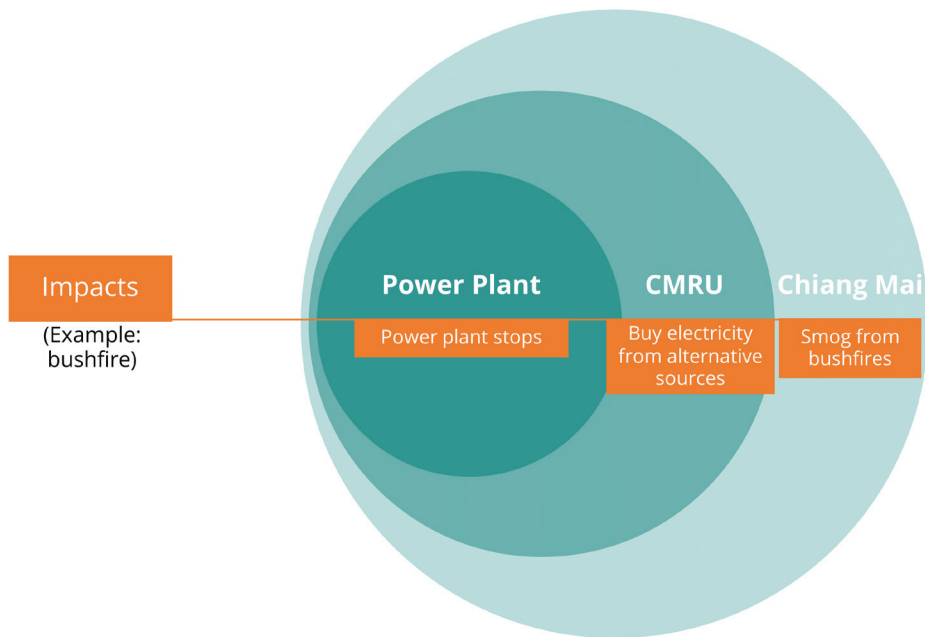 Impacts
(Example:
bushfire)
Power Plant
Power plant stops
CMRU
Buy electricity
from alternative
sources
Chiang Mai
Smog from
bushfires